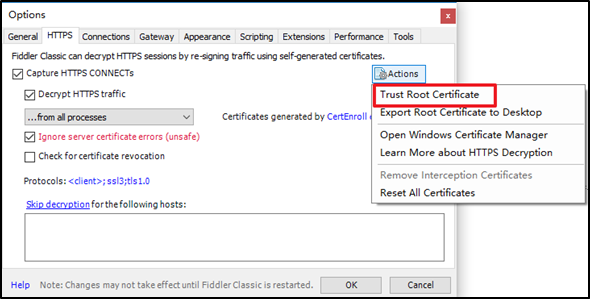 Options
General HTTPS Connections Gateway Appearance Scripting Extensions Performance Tools
Fiddler Classic can decrypt HTTPS sessions by re-signing traffic using self-generated certificates.
Capture HTTPS CONNECTs
Actions
Decrypt HTTPS traffic
Trust Root Certificate
...from all processes
Certificates generated by CertEnroll
Export Root Certificate to Desktop
Ignore server certificate errors (unsafe)
Open Windows Certificate Manager
Check for certificate revocation
Learn More about HTTPS Decryption
Protocols: <client>;ssl3;tls1.0
Remove Interception Certificates
Reset All Certificates
Skip decryption for the following hosts:
Help Note: Changes may not take effect until Fiddler Classic is restarted. OK Cancel